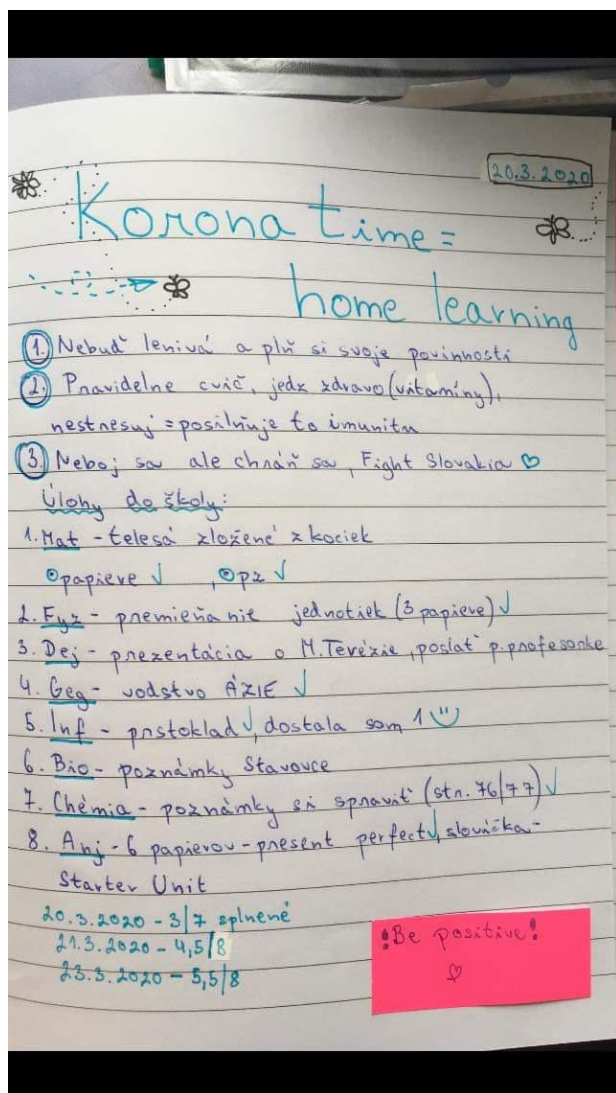 20.3.2020
Korona time =
home learning
1. Nebuď lenivá a plň si svoje povinnosti
2. Pravidelne cvič, jedz zdravo (vitamíny),
nestresuj = posilňuje to imunitu
3. Neboj sa ale chráň sa, Fight Slovakia ♡
Úlohy do školy:
1. Mat - telesá zložené z kociek
papiere ✓, pz ✓
2. Fyz - premieňanie jednotiek (3 papiere) ✓
3. Dej - prezentácia o M. Terézie, poslať p. profesorke
4. Geg - vodstvo ÁZIE ✓
5. Inf - prstoklad ✓, dostala som 1 ☺
6. Bio - poznámky Stavovce
7. Chémia - poznámky si spraviť (str. 76/77) ✓
8. Anj - 6 papierov - present perfect ✓, slovíčka -
Starter Unit
20.3.2020 - 3/7 splnené
21.3.2020 - 4,5/8
23.3.2020 - 5,5/8
!Be positive!
♡